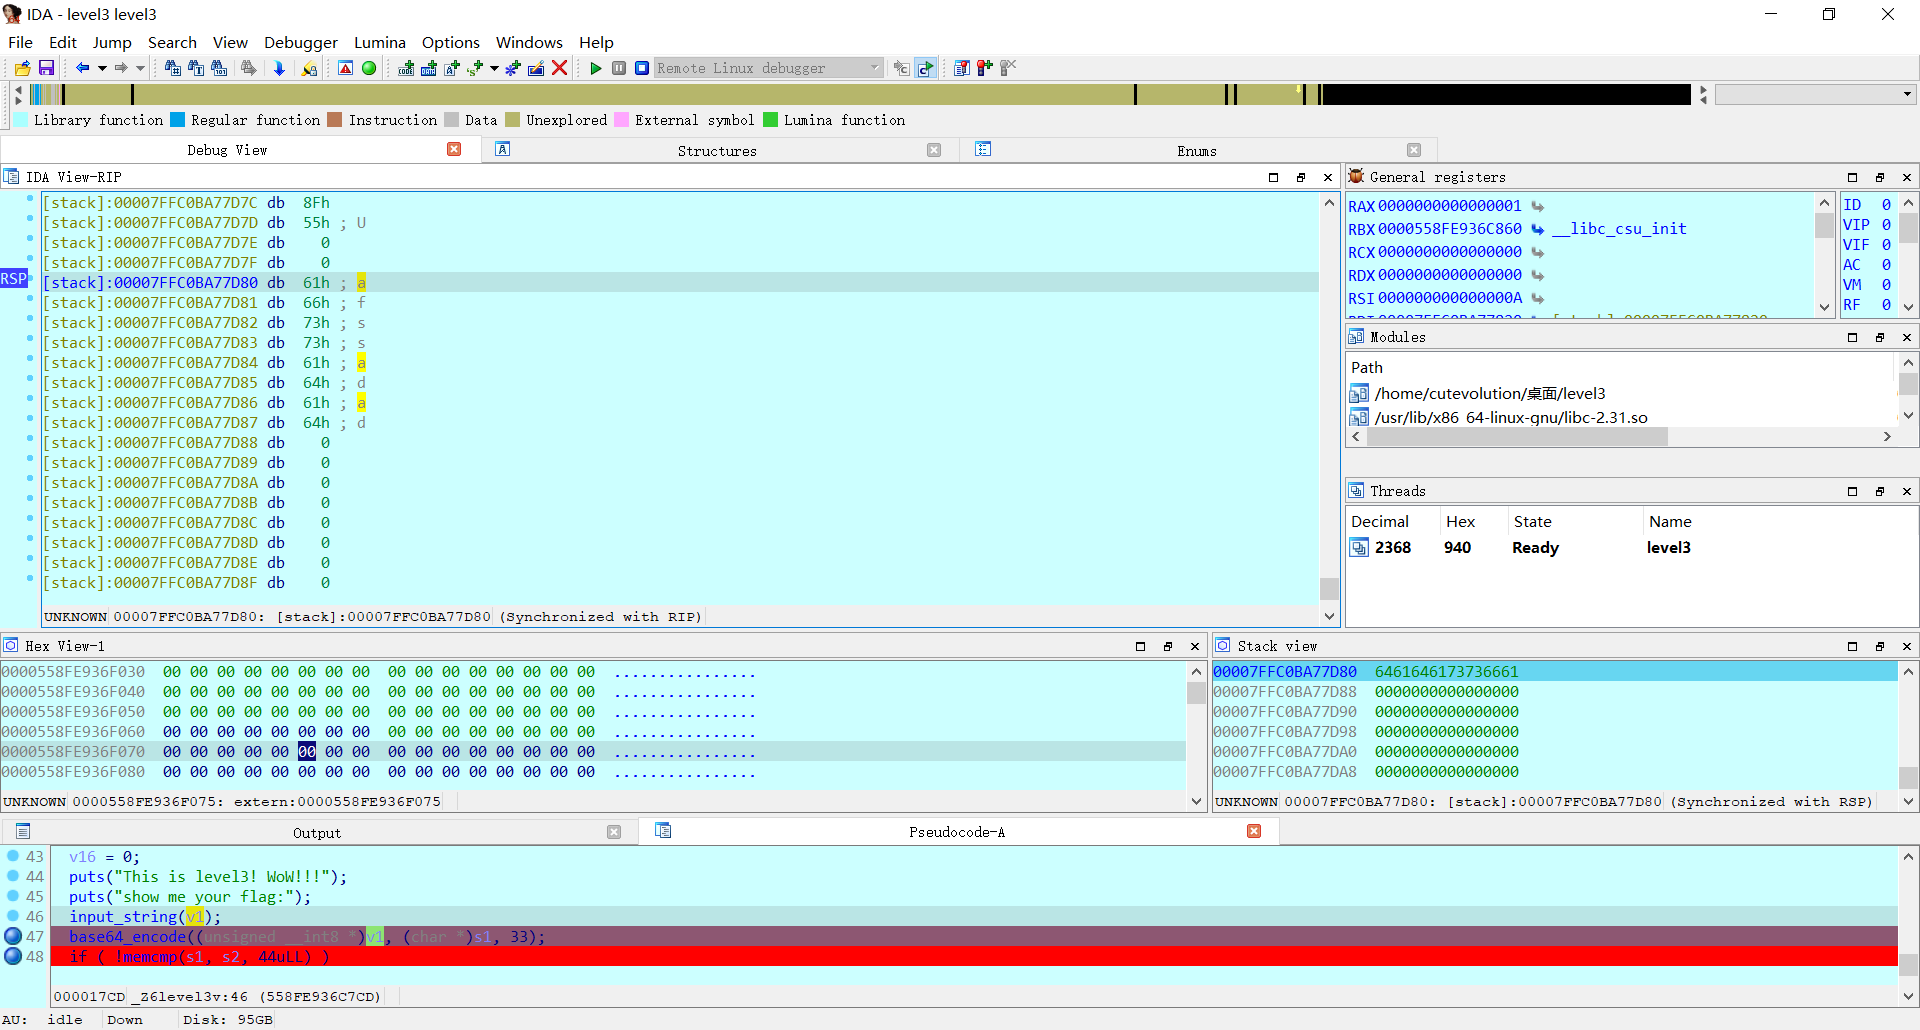 IDA - level3 level3
File Edit Jump Search View Debugger Lumina Options Windows Help
Remote Linux debugger
Library function Regular function Instruction Data Unexplored External symbol Lumina function
Debug View Structures Enums
IDA View-RIP
[stack]:00007FFC0BA77D7C db 8Fh
[stack]:00007FFC0BA77D7D db 55h ; U
[stack]:00007FFC0BA77D7E db 0
[stack]:00007FFC0BA77D7F db 0
RSP [stack]:00007FFC0BA77D80 db 61h ; a
[stack]:00007FFC0BA77D81 db 66h ; f
[stack]:00007FFC0BA77D82 db 73h ; s
[stack]:00007FFC0BA77D83 db 73h ; s
[stack]:00007FFC0BA77D84 db 61h ; a
[stack]:00007FFC0BA77D85 db 64h ; d
[stack]:00007FFC0BA77D86 db 61h ; a
[stack]:00007FFC0BA77D87 db 64h ; d
[stack]:00007FFC0BA77D88 db 0
[stack]:00007FFC0BA77D89 db 0
[stack]:00007FFC0BA77D8A db 0
[stack]:00007FFC0BA77D8B db 0
[stack]:00007FFC0BA77D8C db 0
[stack]:00007FFC0BA77D8D db 0
[stack]:00007FFC0BA77D8E db 0
[stack]:00007FFC0BA77D8F db 0
UNKNOWN 00007FFC0BA77D80: [stack]:00007FFC0BA77D80 (Synchronized with RIP)
General registers
RAX 0000000000000001
RBX 0000558FE936C860 __libc_csu_init
RCX 0000000000000000
RDX 0000000000000000
RSI 000000000000000A
ID 0
VIP 0
VIF 0
AC 0
VM 0
RF 0
Modules
Path
/home/cutevolution/桌面/level3
/usr/lib/x86_64-linux-gnu/libc-2.31.so
Threads
Decimal Hex State Name
2368 940 Ready level3
Hex View-1
0000558FE936F030 00 00 00 00 00 00 00 00 00 00 00 00 00 00 00 00 ................
0000558FE936F040 00 00 00 00 00 00 00 00 00 00 00 00 00 00 00 00 ................
0000558FE936F050 00 00 00 00 00 00 00 00 00 00 00 00 00 00 00 00 ................
0000558FE936F060 00 00 00 00 00 00 00 00 00 00 00 00 00 00 00 00 ................
0000558FE936F070 00 00 00 00 00 00 00 00 00 00 00 00 00 00 00 00 ................
0000558FE936F080 00 00 00 00 00 00 00 00 00 00 00 00 00 00 00 00 ................
UNKNOWN 0000558FE936F075: extern:0000558FE936F075
Stack view
00007FFC0BA77D80 6461646173736661
00007FFC0BA77D88 0000000000000000
00007FFC0BA77D90 0000000000000000
00007FFC0BA77D98 0000000000000000
00007FFC0BA77DA0 0000000000000000
00007FFC0BA77DA8 0000000000000000
UNKNOWN 00007FFC0BA77D80: [stack]:00007FFC0BA77D80 (Synchronized with RSP)
Output Pseudocode-A
43 v16 = 0;
44 puts("This is level3! WoW!!!");
45 puts("show me your flag:");
46 input_string(v1);
47 base64_encode((unsigned __int8 *)v1, (char *)s1, 33);
48 if ( !memcmp(s1, s2, 44uLL) )
000017CD _Z6level3v:46 (558FE936C7CD)
AU: idle Down Disk: 95GB